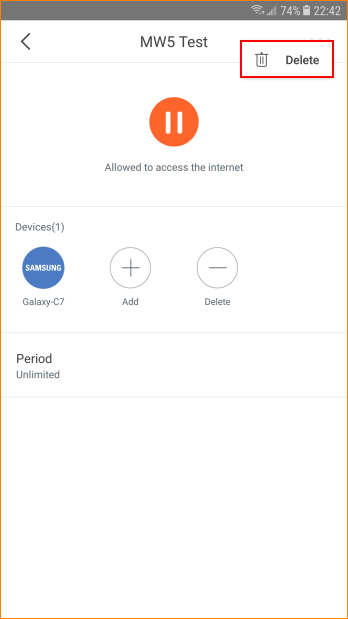 74% 22:42
MW5 Test
Delete
Allowed to access the internet
Devices(1)
SAMSUNG
Galaxy-C7
Add
Delete
Period
Unlimited